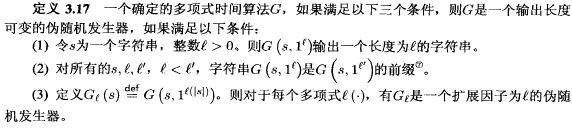 定义 3.17 一个确定的多项式时间算法G，如果满足以下三个条件，则G是一个输出长度
可变的伪随机发生器，如果满足以下条件：
(1) 令s为一个字符串，整数ℓ > 0。则G (s, 1^ℓ)输出一个长度为ℓ的字符串。
(2) 对所有的s, ℓ, ℓ′，ℓ < ℓ′，字符串G (s, 1^ℓ)是G (s, 1^ℓ′)的前缀⑦。
(3) 定义G_ℓ (s) def= G (s, 1^ℓ(|s|))。则对于每个多项式ℓ (·)，有G_ℓ是一个扩展因子为ℓ的伪随
机发生器。